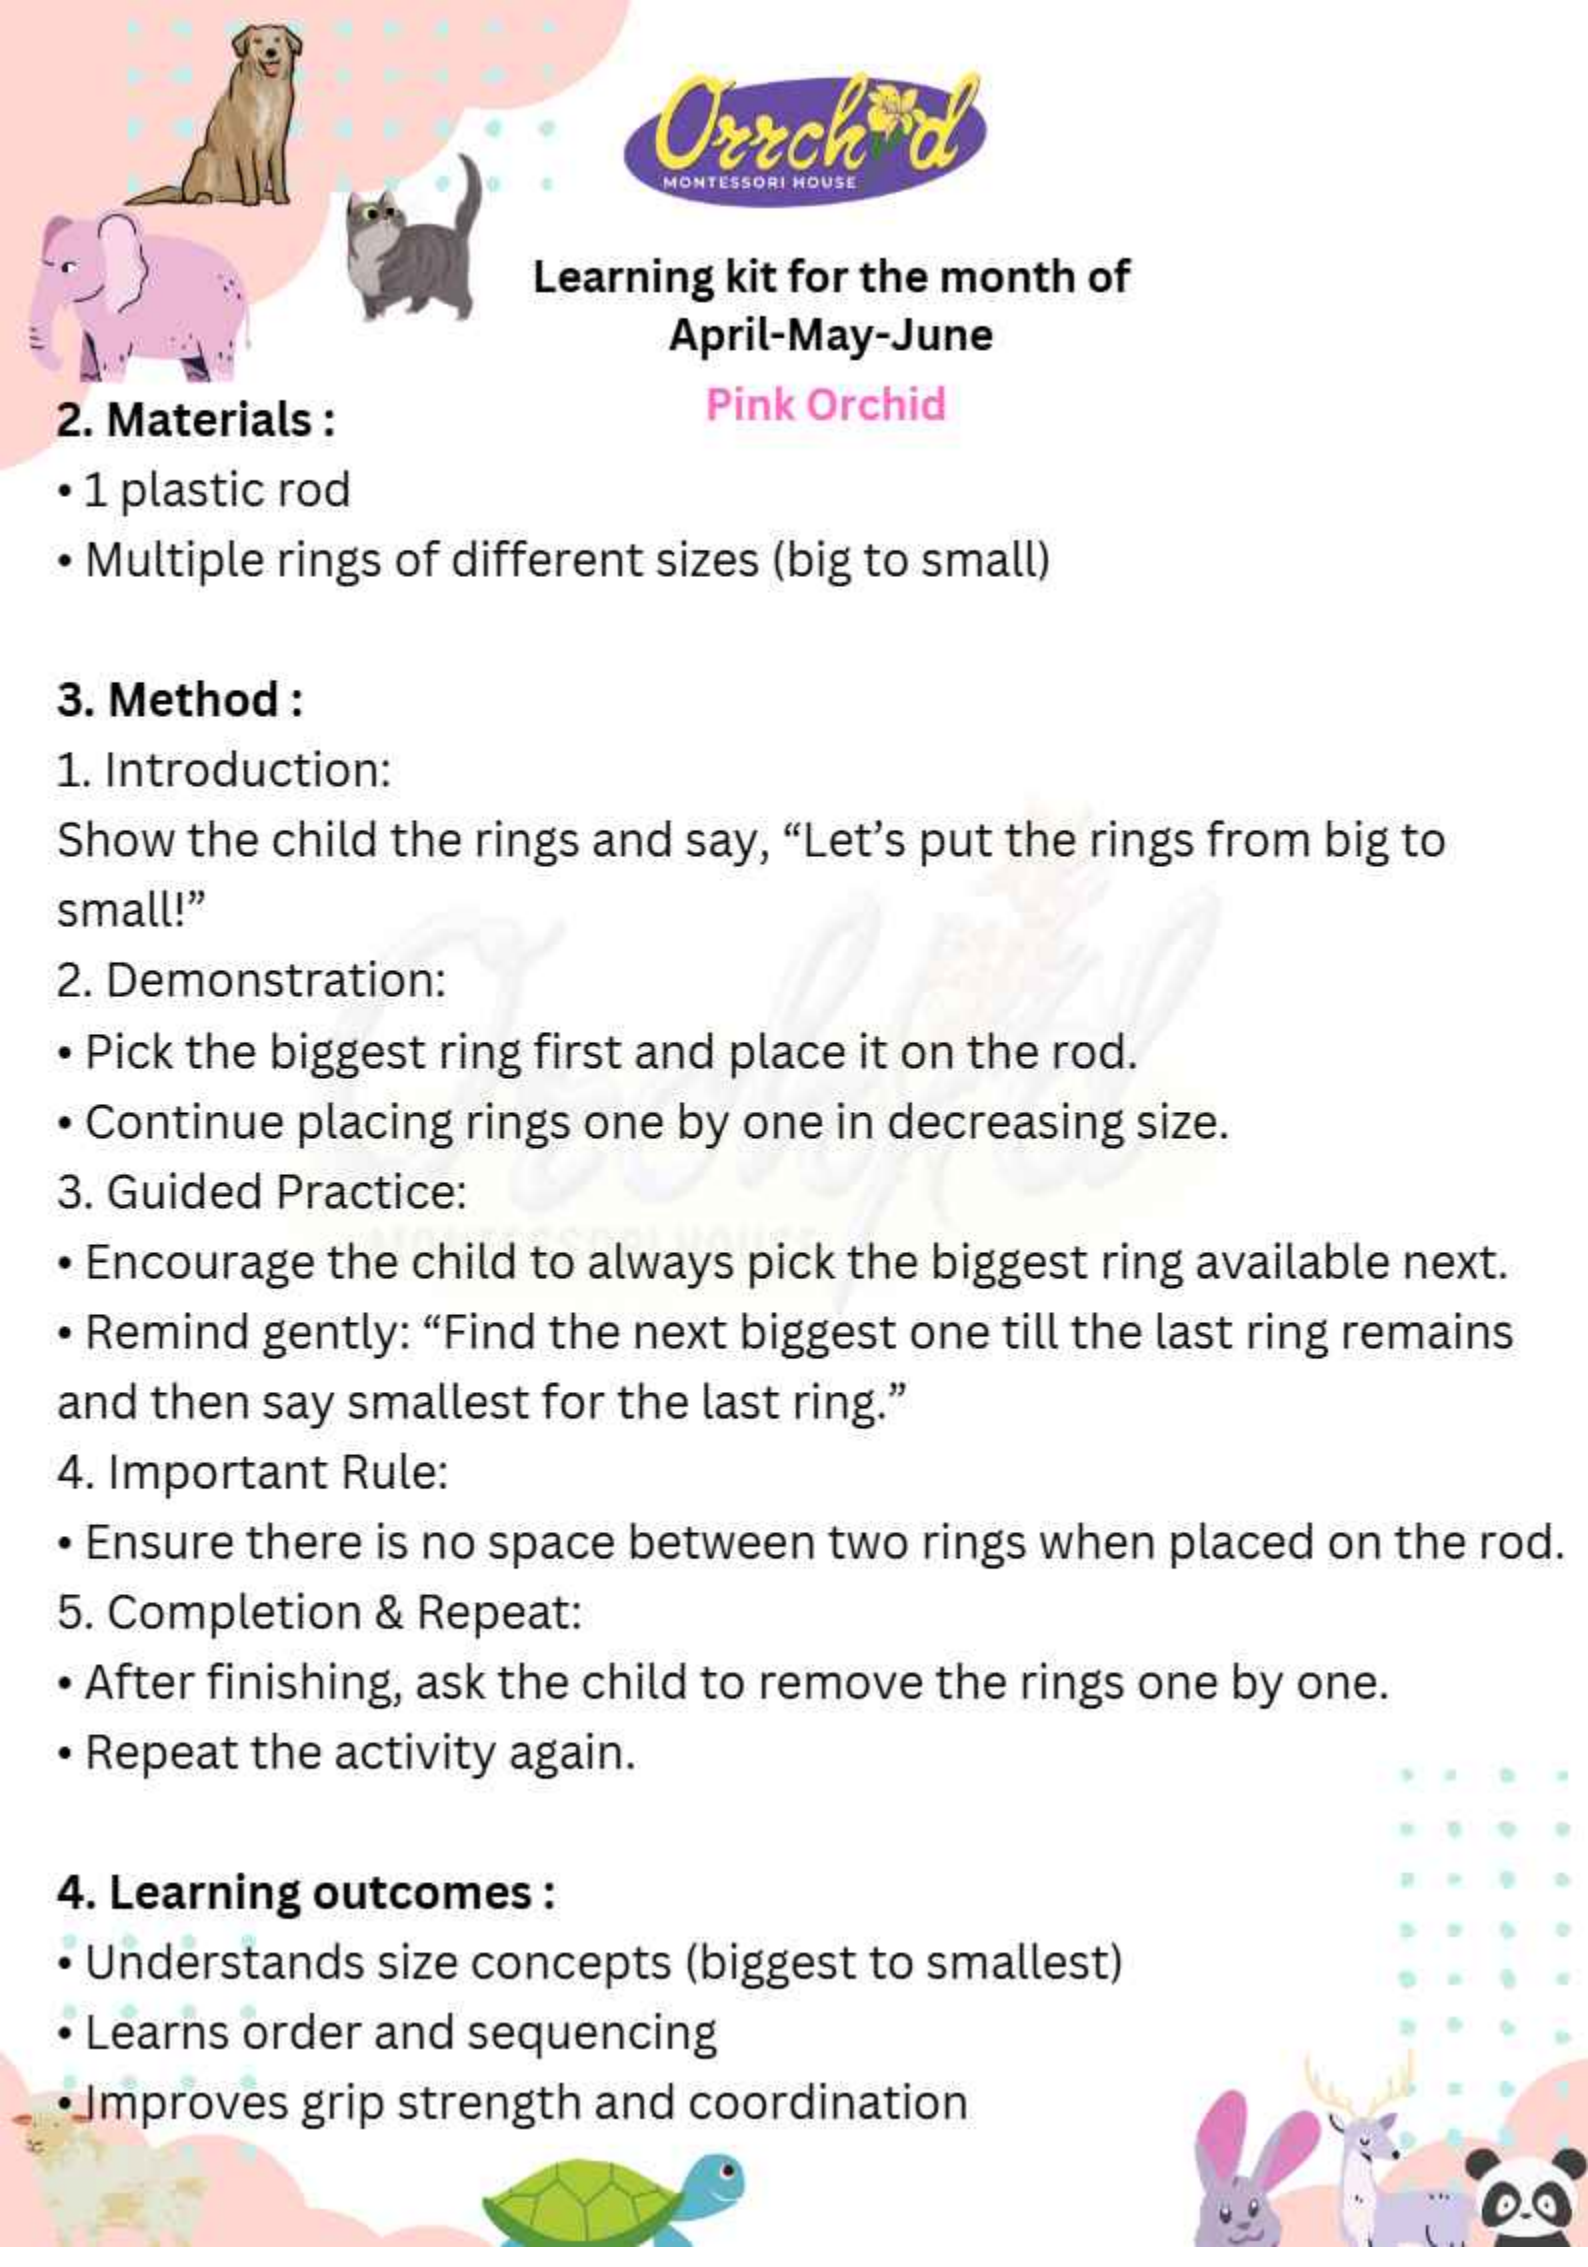 Orrchid
MONTESSORI HOUSE
Learning kit for the month of
April-May-June
Pink Orchid
2. Materials :
• 1 plastic rod
• Multiple rings of different sizes (big to small)
3. Method :
1. Introduction:
Show the child the rings and say, “Let’s put the rings from big to
small!”
2. Demonstration:
• Pick the biggest ring first and place it on the rod.
• Continue placing rings one by one in decreasing size.
3. Guided Practice:
• Encourage the child to always pick the biggest ring available next.
• Remind gently: “Find the next biggest one till the last ring remains
and then say smallest for the last ring.”
4. Important Rule:
• Ensure there is no space between two rings when placed on the rod.
5. Completion & Repeat:
• After finishing, ask the child to remove the rings one by one.
• Repeat the activity again.
4. Learning outcomes :
• Understands size concepts (biggest to smallest)
• Learns order and sequencing
• Improves grip strength and coordination